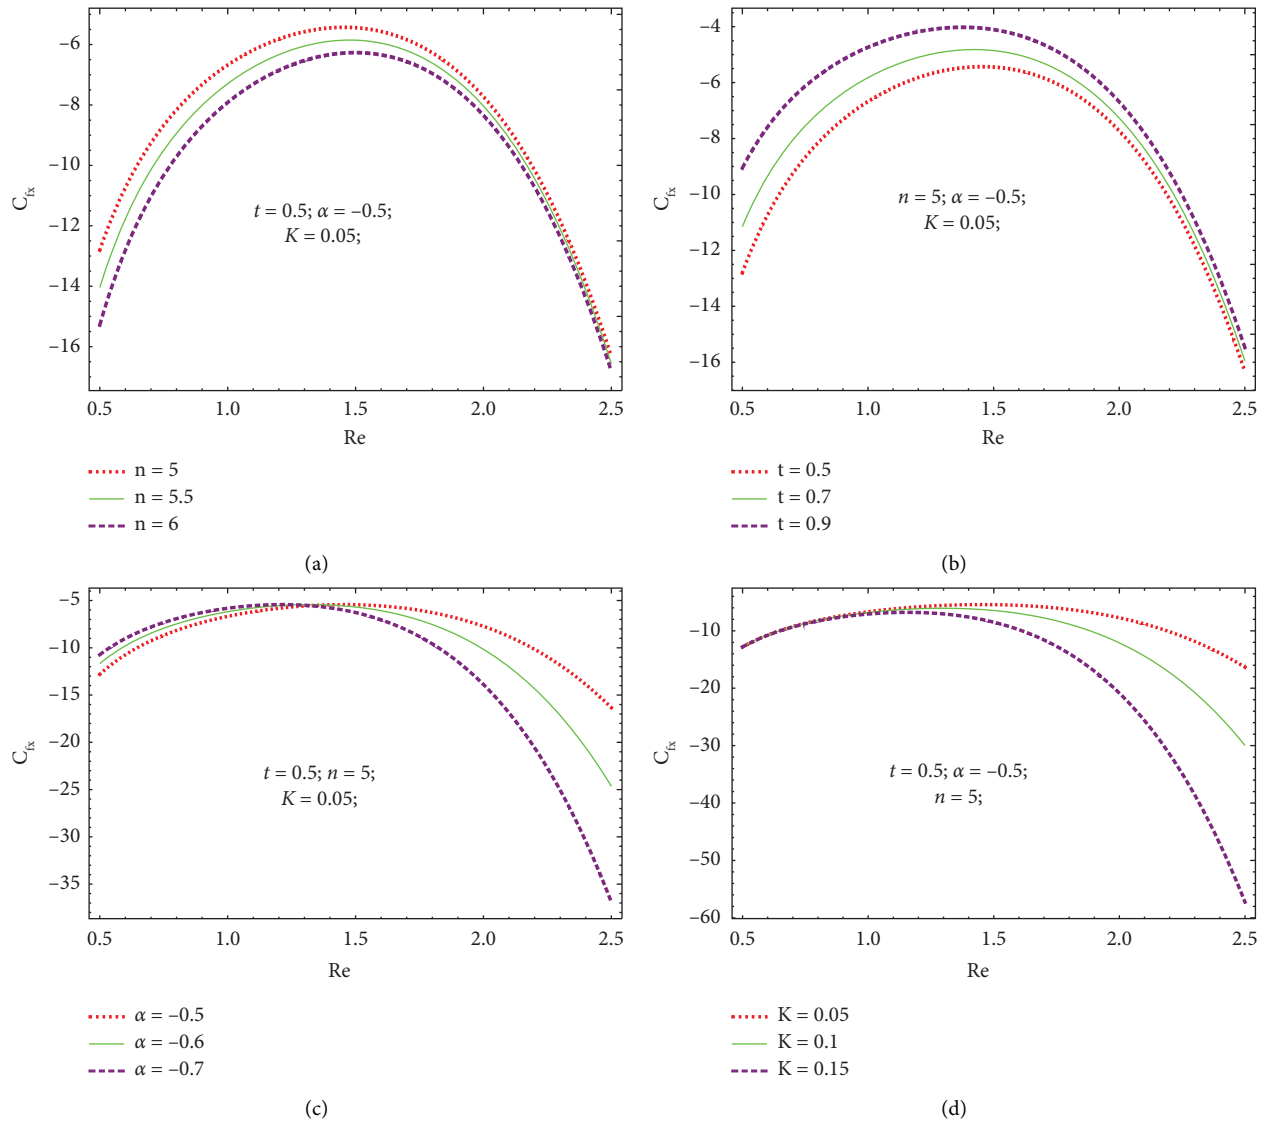 −6
−8
−10
−12
−14
−16
C_fx
t = 0.5; α = −0.5;
K = 0.05;
0.5 1.0 1.5 2.0 2.5
Re
n = 5
n = 5.5
n = 6
(a)
−4
−6
−8
−10
−12
−14
−16
C_fx
n = 5; α = −0.5;
K = 0.05;
0.5 1.0 1.5 2.0 2.5
Re
t = 0.5
t = 0.7
t = 0.9
(b)
−5
−10
−15
−20
−25
−30
−35
C_fx
t = 0.5; n = 5;
K = 0.05;
0.5 1.0 1.5 2.0 2.5
Re
α = −0.5
α = −0.6
α = −0.7
(c)
−10
−20
−30
−40
−50
−60
C_fx
t = 0.5; α = −0.5;
n = 5;
0.5 1.0 1.5 2.0 2.5
Re
K = 0.05
K = 0.1
K = 0.15
(d)